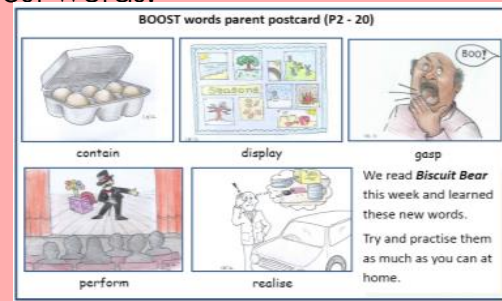 BOOST words parent postcard (P2 - 20)
Seasons
BOO!
contain
display
gasp
We read Biscuit Bear
this week and learned
these new words.
Try and practise them
as much as you can at
home.
perform
realise